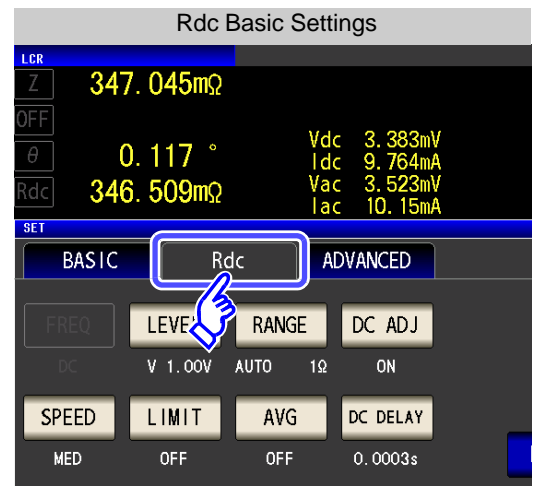 Rdc Basic Settings
LCR
Z 347.045mΩ
OFF
θ 0.117 °
Rdc 346.509mΩ
Vdc 3.383mV
Idc 9.764mA
Vac 3.523mV
Iac 10.15mA
SET
BASIC Rdc ADVANCED
FREQ LEVEL RANGE DC ADJ
DC V 1.00V AUTO 1Ω ON
SPEED LIMIT AVG DC DELAY
MED OFF OFF 0.0003s